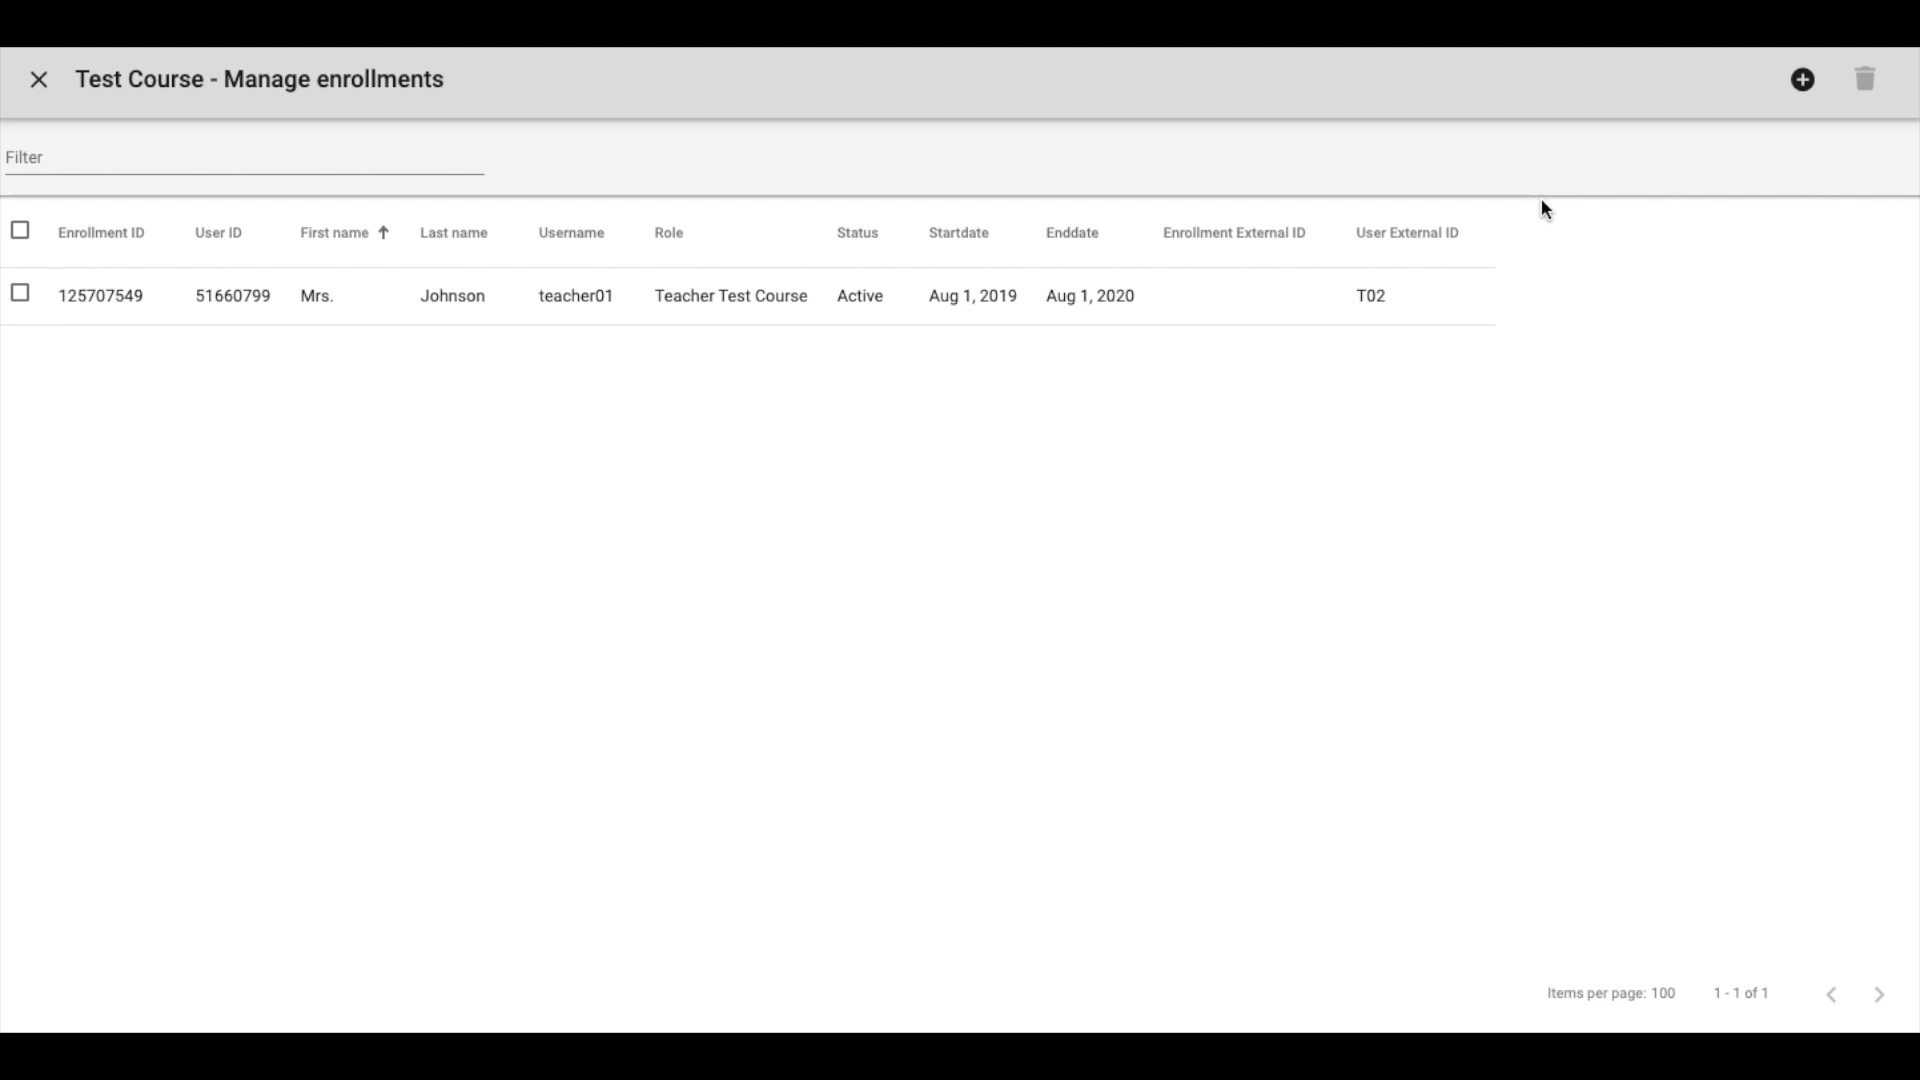 Test Course - Manage enrollments
Filter
Enrollment ID User ID First name Last name Username Role Status Startdate Enddate Enrollment External ID User External ID
125707549 51660799 Mrs. Johnson teacher01 Teacher Test Course Active Aug 1, 2019 Aug 1, 2020 T02
Items per page: 100 1 - 1 of 1